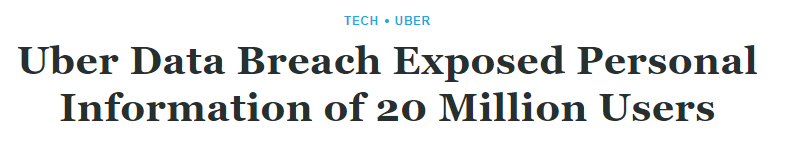 TECH • UBER
Uber Data Breach Exposed Personal
Information of 20 Million Users